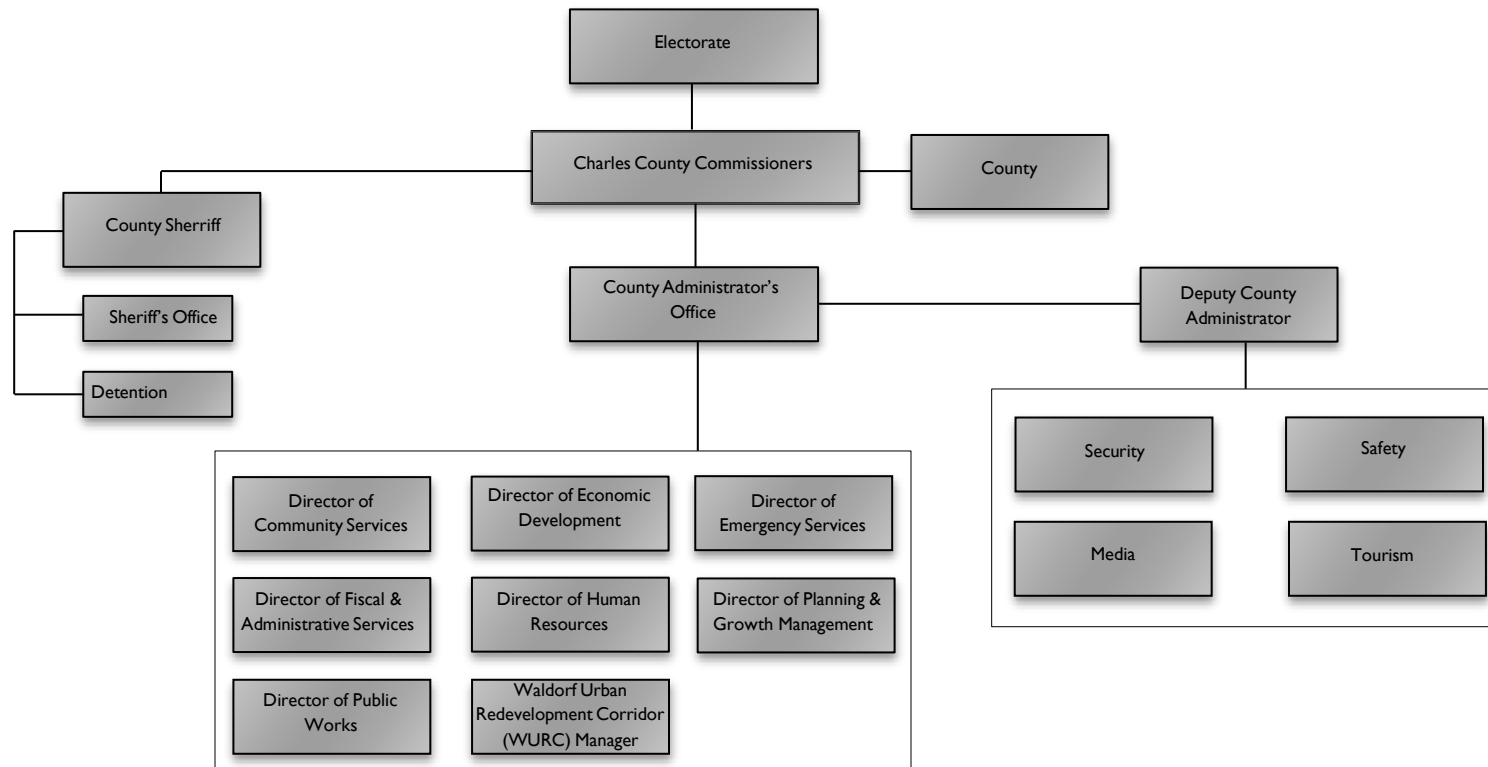 Electorate
Charles County Commissioners
County
County Sherriff
County Administrator's
Office
Deputy County
Administrator
Sheriff's Office
Detention
Security
Safety
Media
Tourism
Director of
Community Services
Director of Economic
Development
Director of
Emergency Services
Director of Fiscal &
Administrative Services
Director of Human
Resources
Director of Planning &
Growth Management
Director of Public
Works
Waldorf Urban
Redevelopment Corridor
(WURC) Manager